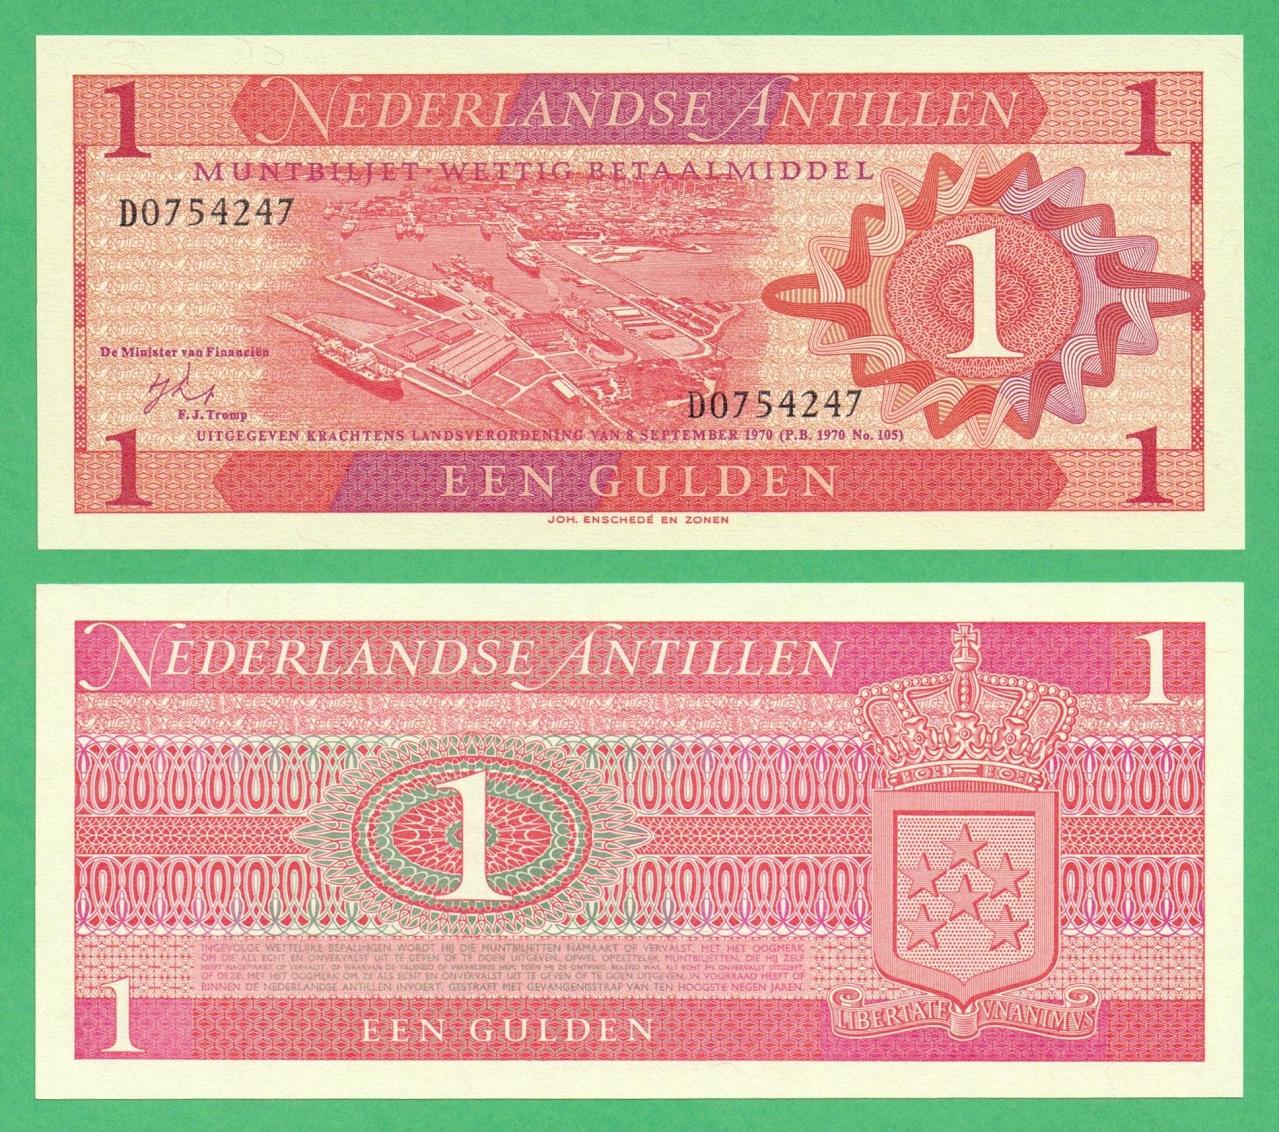 1 NEDERLANDSE ANTILLEN 1
MUNTBILJET·WETTIG BETAALMIDDEL
D0754247
1
De Minister van Financiën
F. J. Tromp
D0754247
UITGEGEVEN KRACHTENS LANDSVERORDENING VAN 8 SEPTEMBER 1970 (P.B. 1970 No. 105)
1 EEN GULDEN 1
JOH. ENSCHEDÉ EN ZONEN
NEDERLANDSE ANTILLEN 1
1
INGEVOLGE WETTELIJKE BEPALINGEN WORDT HIJ DIE MUNTBILJETTEN NAMAAKT OF VERVALST, MET HET OOGMERK
OM DIE ALS ECHT EN ONVERVALST UIT TE GEVEN OF TE DOEN UITGEVEN, OFWEL OPZETTELIJK MUNTBILJETTEN, DIE HIJ ZELF
HEEFT NAGEMAAKT OF VERVALST, OF WAARVAN DE VALSHEID OF VERVALSING HEM, TOEN HIJ ZE ONTVING, BEKEND WAS, ALS ECHT EN ONVERVALST UITGEEFT,
OF DEZE, MET HET OOGMERK OM ZE ALS ECHT EN ONVERVALST UIT TE GEVEN OF TE DOEN UITGEVEN, IN VOORRAAD HEEFT OF
BINNEN DE NEDERLANDSE ANTILLEN INVOERT, GESTRAFT MET GEVANGENISSTRAF VAN TEN HOOGSTE NEGEN JAREN.
LIBERTATE VNANIMVS
1 EEN GULDEN